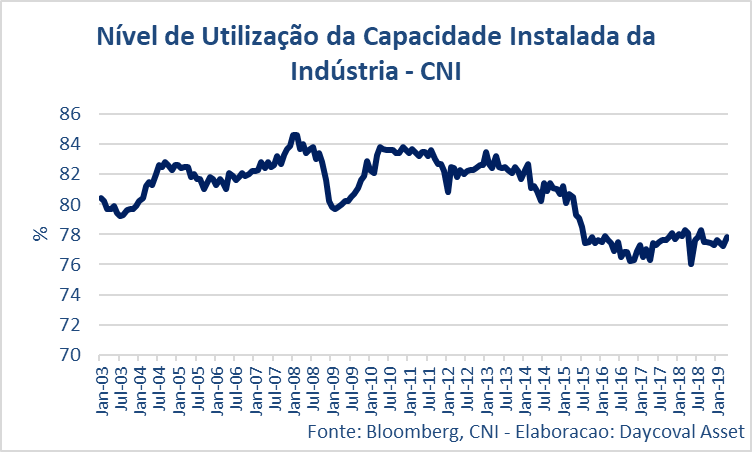 Nível de Utilização da Capacidade Instalada da
Indústria - CNI
86
84
82
80
78
76
74
72
70
%
Jan-03
Jul-03
Jan-04
Jul-04
Jan-05
Jul-05
Jan-06
Jul-06
Jan-07
Jul-07
Jan-08
Jul-08
Jan-09
Jul-09
Jan-10
Jul-10
Jan-11
Jul-11
Jan-12
Jul-12
Jan-13
Jul-13
Jan-14
Jul-14
Jan-15
Jul-15
Jan-16
Jul-16
Jan-17
Jul-17
Jan-18
Jul-18
Jan-19
Fonte: Bloomberg, CNI - Elaboracao: Daycoval Asset